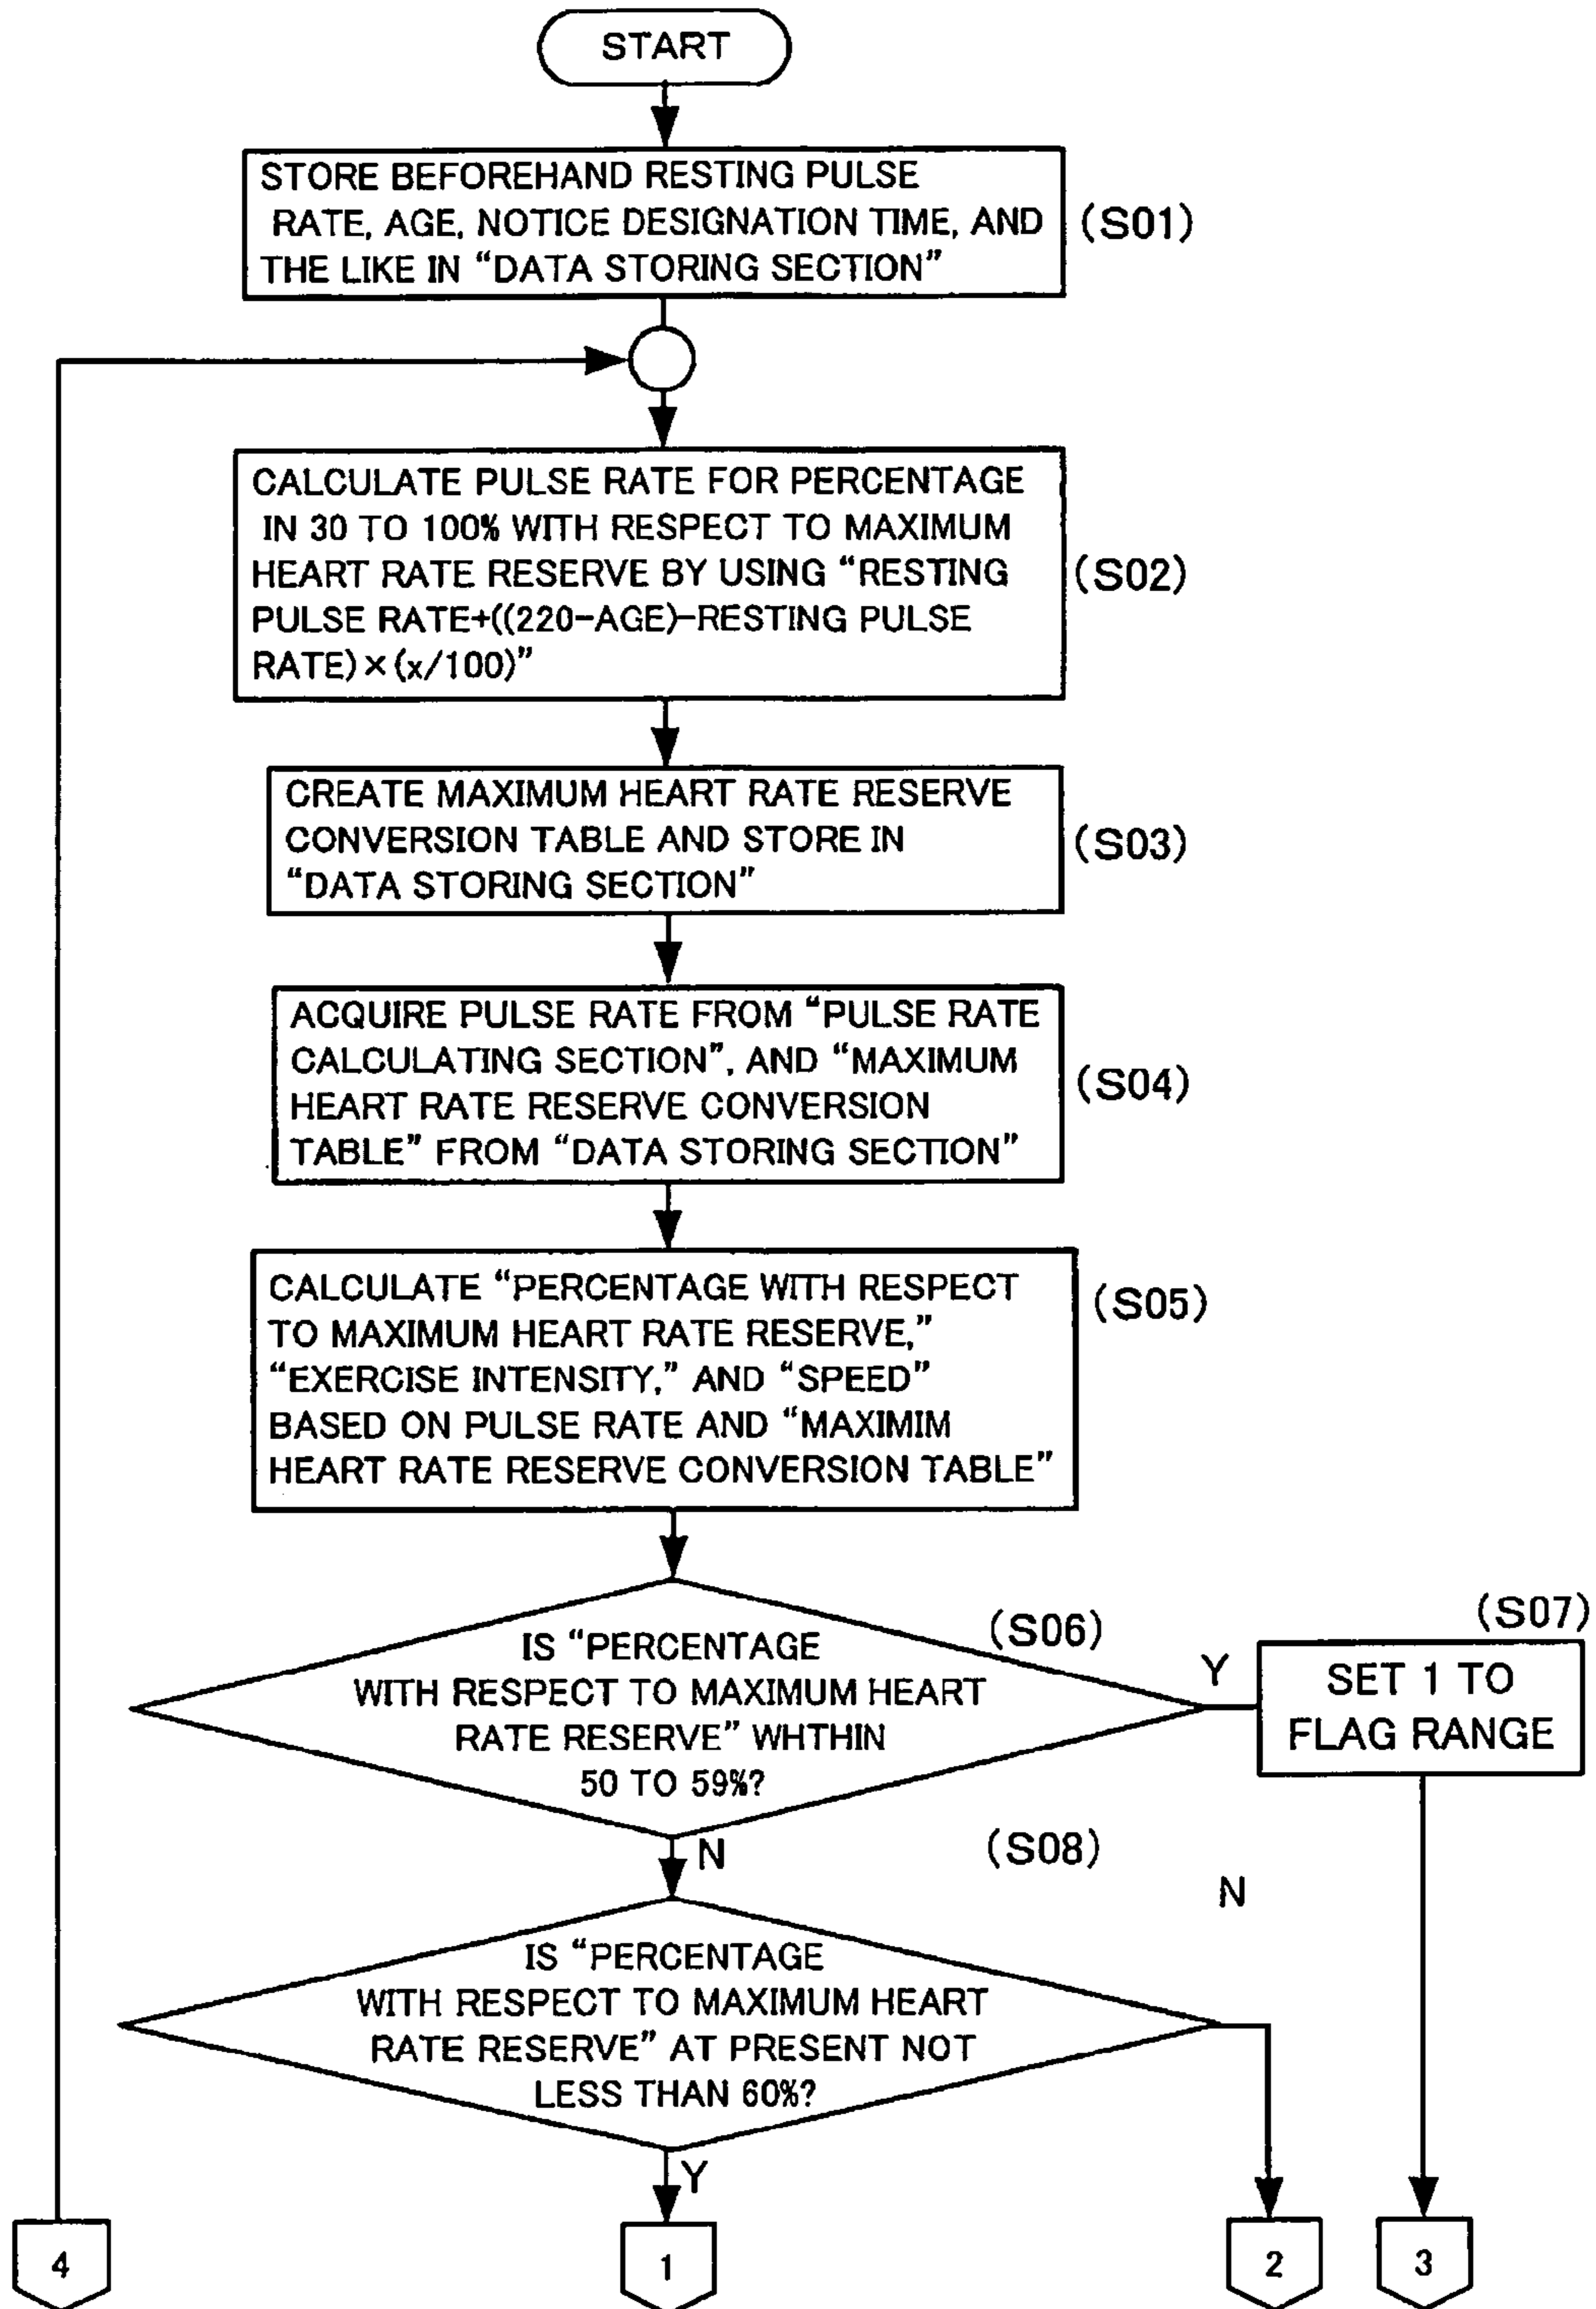 START
STORE BEFOREHAND RESTING PULSE
RATE, AGE, NOTICE DESIGNATION TIME, AND
THE LIKE IN “DATA STORING SECTION”
(S01)
CALCULATE PULSE RATE FOR PERCENTAGE
IN 30 TO 100% WITH RESPECT TO MAXIMUM
HEART RATE RESERVE BY USING “RESTING
PULSE RATE+((220-AGE)-RESTING PULSE
RATE)×(x/100)”
(S02)
CREATE MAXIMUM HEART RATE RESERVE
CONVERSION TABLE AND STORE IN
“DATA STORING SECTION”
(S03)
ACQUIRE PULSE RATE FROM “PULSE RATE
CALCULATING SECTION”, AND “MAXIMUM
HEART RATE RESERVE CONVERSION
TABLE” FROM “DATA STORING SECTION”
(S04)
CALCULATE “PERCENTAGE WITH RESPECT
TO MAXIMUM HEART RATE RESERVE,”
“EXERCISE INTENSITY,” AND “SPEED”
BASED ON PULSE RATE AND “MAXIMIM
HEART RATE RESERVE CONVERSION TABLE”
(S05)
IS “PERCENTAGE
WITH RESPECT TO MAXIMUM HEART
RATE RESERVE” WHTHIN
50 TO 59%?
(S06)
Y
(S07)
SET 1 TO
FLAG RANGE
N
(S08)
N
IS “PERCENTAGE
WITH RESPECT TO MAXIMUM HEART
RATE RESERVE” AT PRESENT NOT
LESS THAN 60%?
Y
4
1
2
3